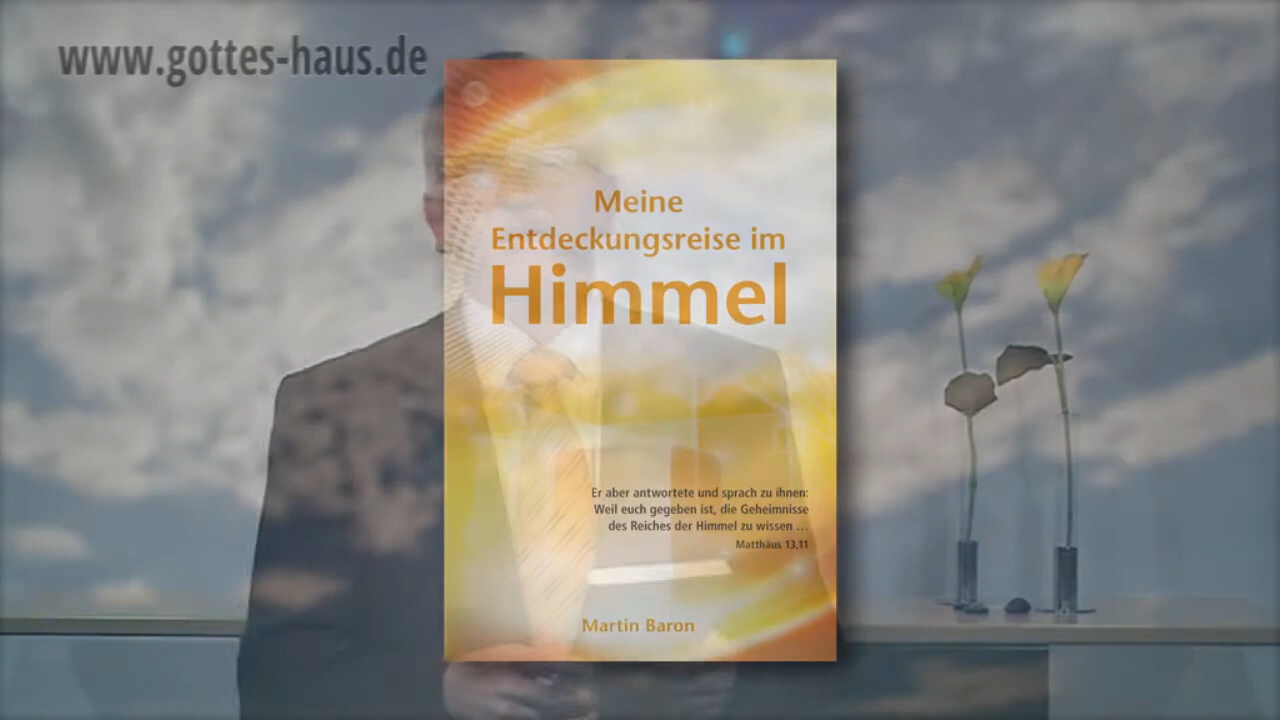 www.gottes-haus.de
Meine
Entdeckungsreise im
Himmel
Er aber antwortete und sprach zu ihnen:
Weil euch gegeben ist, die Geheimnisse
des Reiches der Himmel zu wissen …
Matthäus 13,11
Martin Baron